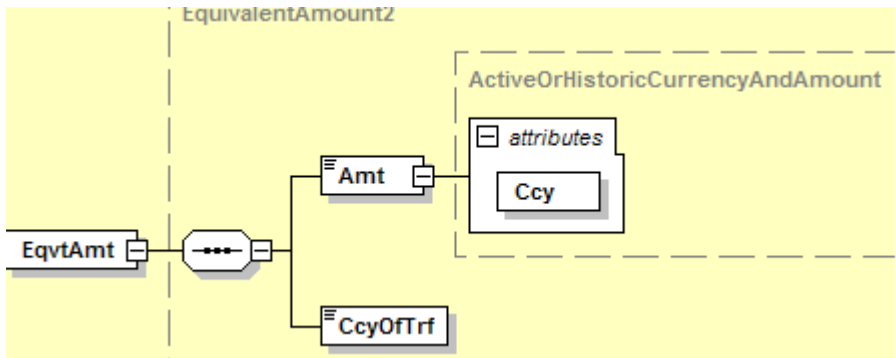 EquivalentAmount2
ActiveOrHistoricCurrencyAndAmount
attributes
Amt
Ccy
EqvtAmt
CcyOfTrf